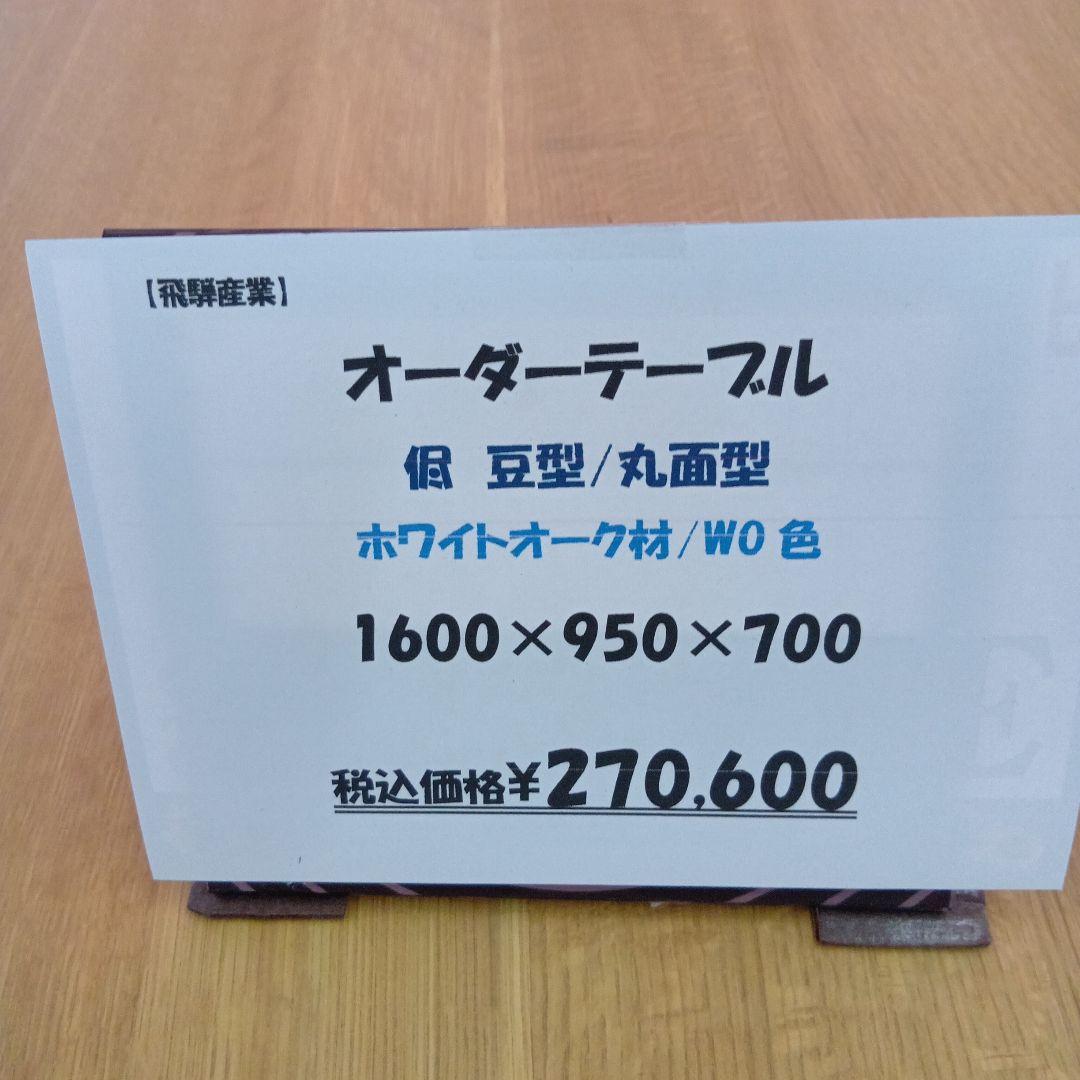 【飛騨産業】
オーダーテーブル
侭 豆型/丸面型
ホワイトオーク材/WO色
1600×950×700
税込価格¥270,600